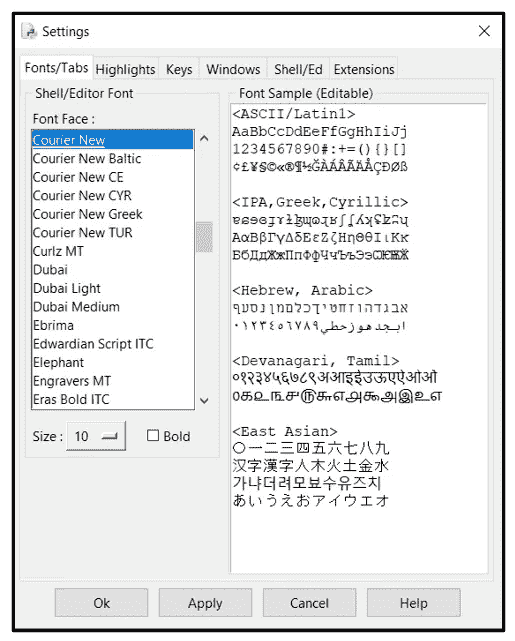 Settings
Fonts/Tabs Highlights Keys Windows Shell/Ed Extensions
Shell/Editor Font
Font Face :
Courier New
Courier New Baltic
Courier New CE
Courier New CYR
Courier New Greek
Courier New TUR
Curlz MT
Dubai
Dubai Light
Dubai Medium
Ebrima
Edwardian Script ITC
Elephant
Engravers MT
Eras Bold ITC
Size : 10 Bold
Font Sample (Editable)
<ASCII/Latin1>
AaBbCcDdEeFfGgHhIiJj
1234567890#:+=(){}[]
¢£¥§©«®¶½ĞÀÁÂÃÄÅÇÐØß
<IPA,Greek,Cyrillic>
ΑαΒβΓγΔδΕεΖζΗηΘθΙιΚκ
<Hebrew, Arabic>
אבגדהוזחטיךכלםמןנסעף
ابجدهوزحطي٠١٢٣٤٥٦٧٨٩
<Devanagari, Tamil>
०१२३४५६७८९अआइईउऊएऐओऔ
௦௧௨௩௪௫௬௭௮௯அஇஉஎ
<East Asian>
〇一二三四五六七八九
汉字漢字人木火土金水
가냐더려모뵤수유즈치
あいうえおアイウエオ
Ok Apply Cancel Help